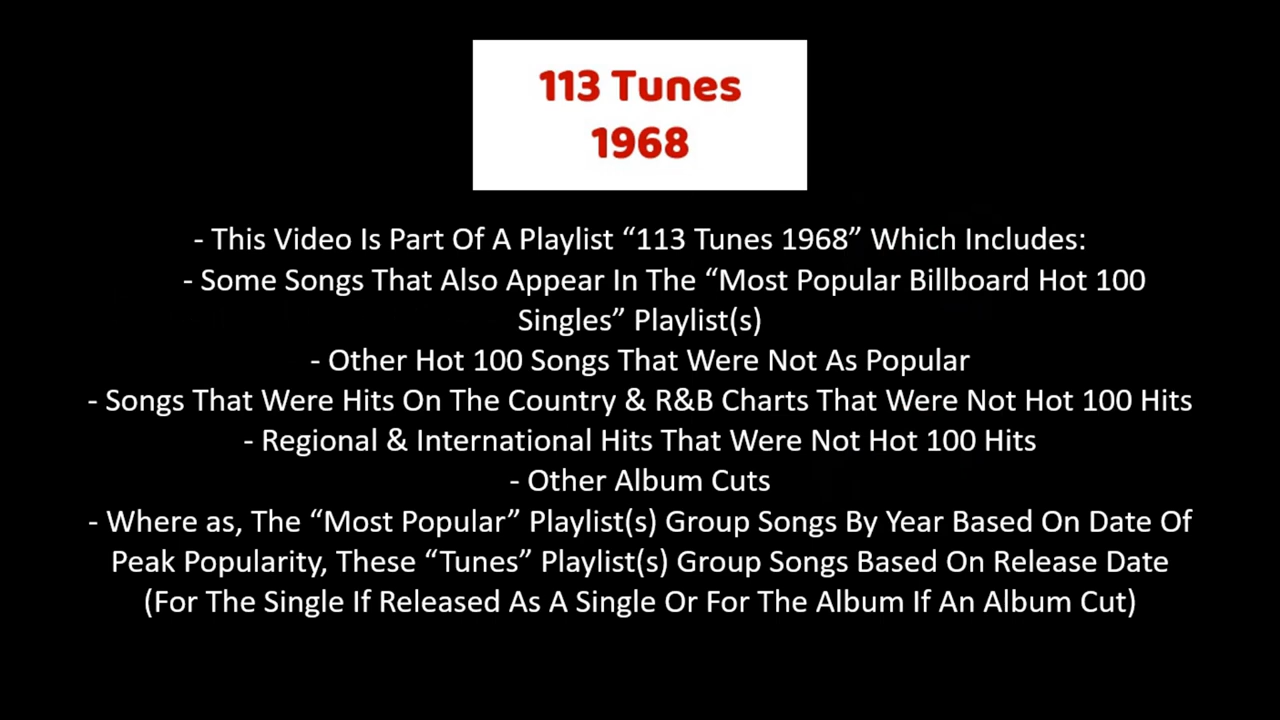 113 Tunes
1968
- This Video Is Part Of A Playlist “113 Tunes 1968” Which Includes:
- Some Songs That Also Appear In The “Most Popular Billboard Hot 100
Singles” Playlist(s)
- Other Hot 100 Songs That Were Not As Popular
- Songs That Were Hits On The Country & R&B Charts That Were Not Hot 100 Hits
- Regional & International Hits That Were Not Hot 100 Hits
- Other Album Cuts
- Where as, The “Most Popular” Playlist(s) Group Songs By Year Based On Date Of
Peak Popularity, These “Tunes” Playlist(s) Group Songs Based On Release Date
(For The Single If Released As A Single Or For The Album If An Album Cut)